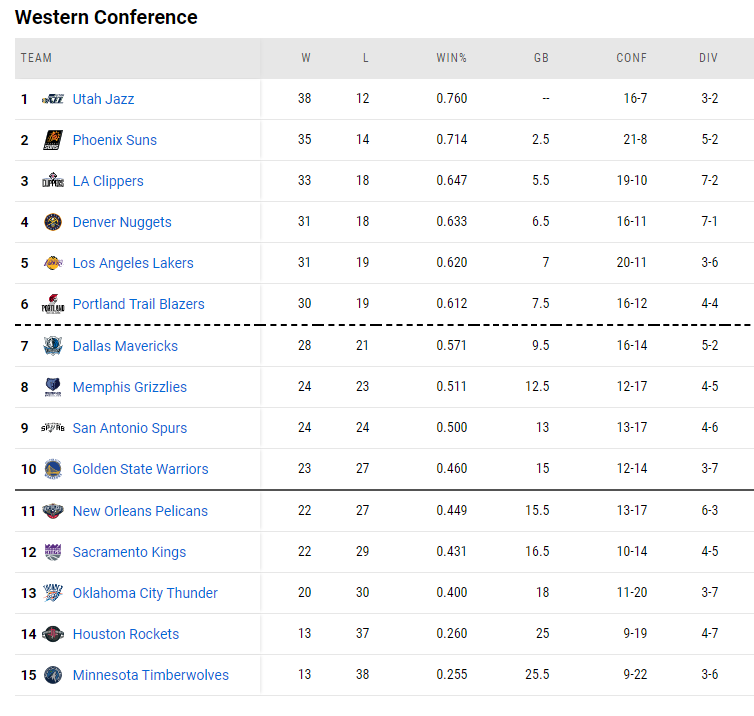 Western Conference
TEAM W L WIN% GB CONF DIV
1 Utah Jazz 38 12 0.760 -- 16-7 3-2
2 Phoenix Suns 35 14 0.714 2.5 21-8 5-2
3 LA Clippers 33 18 0.647 5.5 19-10 7-2
4 Denver Nuggets 31 18 0.633 6.5 16-11 7-1
5 Los Angeles Lakers 31 19 0.620 7 20-11 3-6
6 Portland Trail Blazers 30 19 0.612 7.5 16-12 4-4
7 Dallas Mavericks 28 21 0.571 9.5 16-14 5-2
8 Memphis Grizzlies 24 23 0.511 12.5 12-17 4-5
9 San Antonio Spurs 24 24 0.500 13 13-17 4-6
10 Golden State Warriors 23 27 0.460 15 12-14 3-7
11 New Orleans Pelicans 22 27 0.449 15.5 13-17 6-3
12 Sacramento Kings 22 29 0.431 16.5 10-14 4-5
13 Oklahoma City Thunder 20 30 0.400 18 11-20 3-7
14 Houston Rockets 13 37 0.260 25 9-19 4-7
15 Minnesota Timberwolves 13 38 0.255 25.5 9-22 3-6